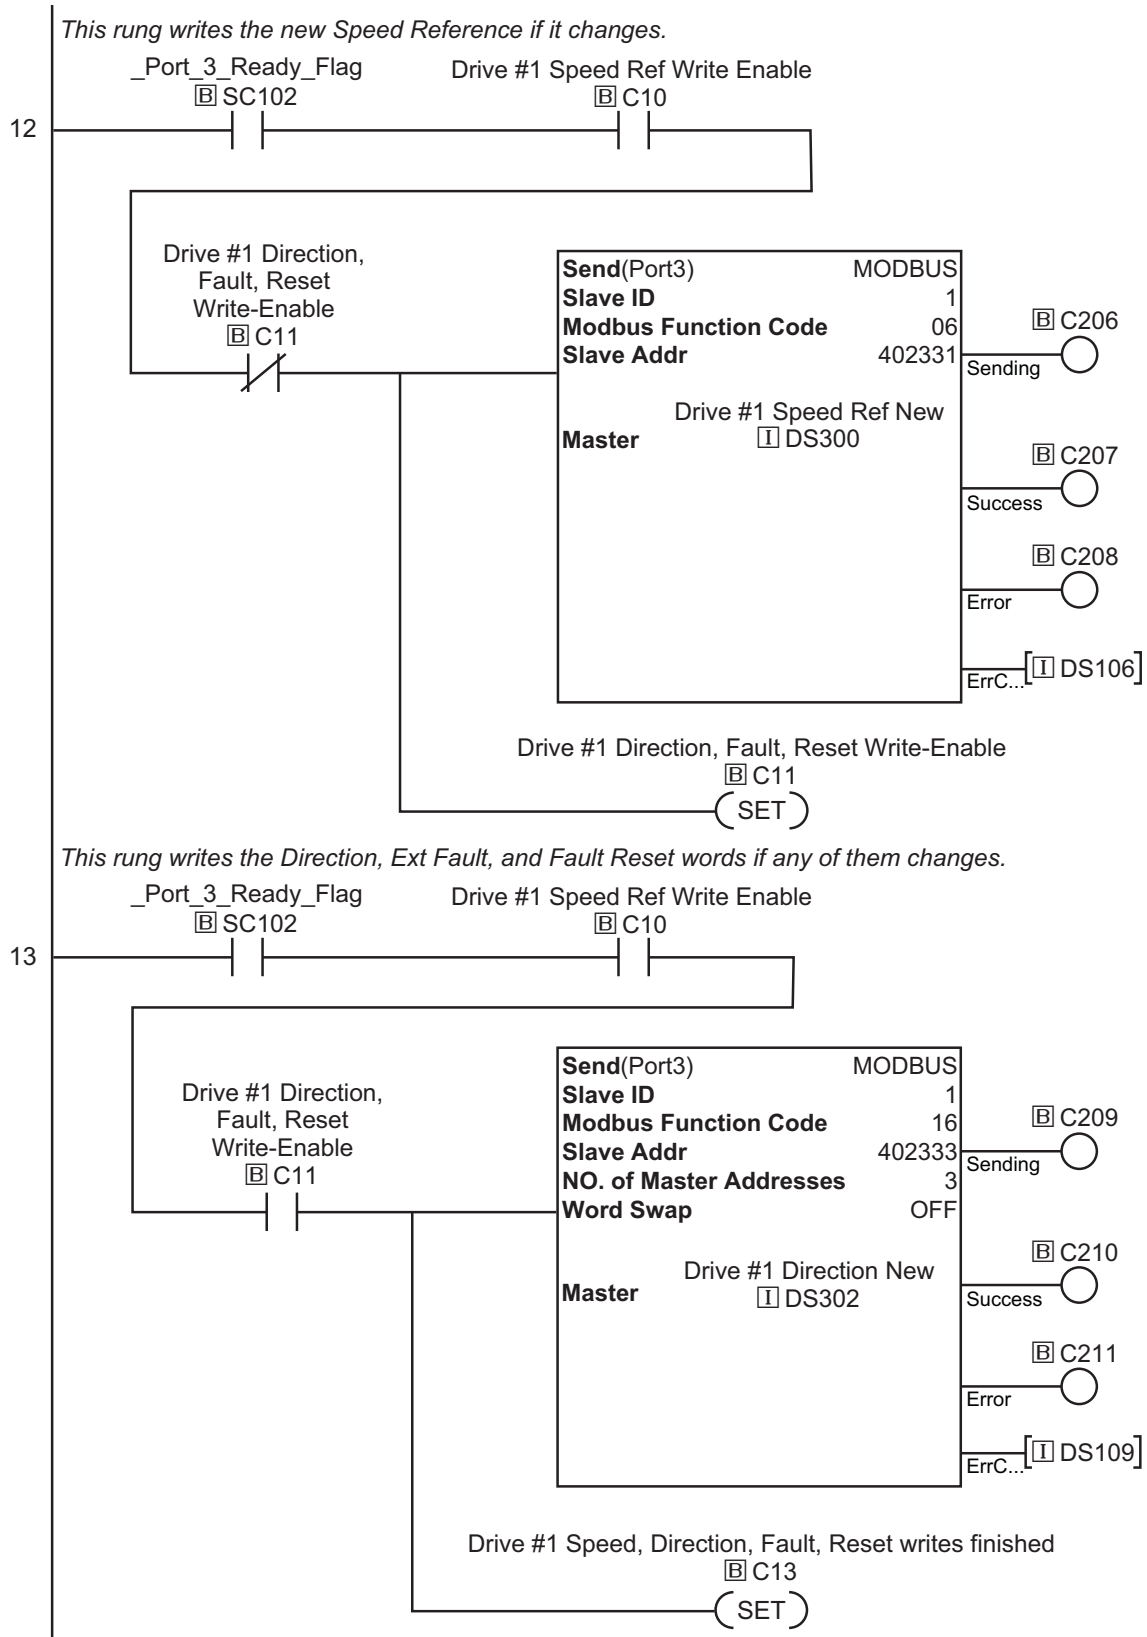 This rung writes the new Speed Reference if it changes.
_Port_3_Ready_Flag Drive #1 Speed Ref Write Enable
B SC102 B C10
12
Drive #1 Direction,
Fault, Reset
Write-Enable
B C11
Send(Port3) MODBUS
Slave ID 1
Modbus Function Code 06
Slave Addr 402331
Drive #1 Speed Ref New
Master I DS300
B C206
Sending
B C207
Success
B C208
Error
ErrC... I DS106
Drive #1 Direction, Fault, Reset Write-Enable
B C11
SET
This rung writes the Direction, Ext Fault, and Fault Reset words if any of them changes.
_Port_3_Ready_Flag Drive #1 Speed Ref Write Enable
B SC102 B C10
13
Drive #1 Direction,
Fault, Reset
Write-Enable
B C11
Send(Port3) MODBUS
Slave ID 1
Modbus Function Code 16
Slave Addr 402333
NO. of Master Addresses 3
Word Swap OFF
Drive #1 Direction New
Master I DS302
B C209
Sending
B C210
Success
B C211
Error
ErrC... I DS109
Drive #1 Speed, Direction, Fault, Reset writes finished
B C13
SET